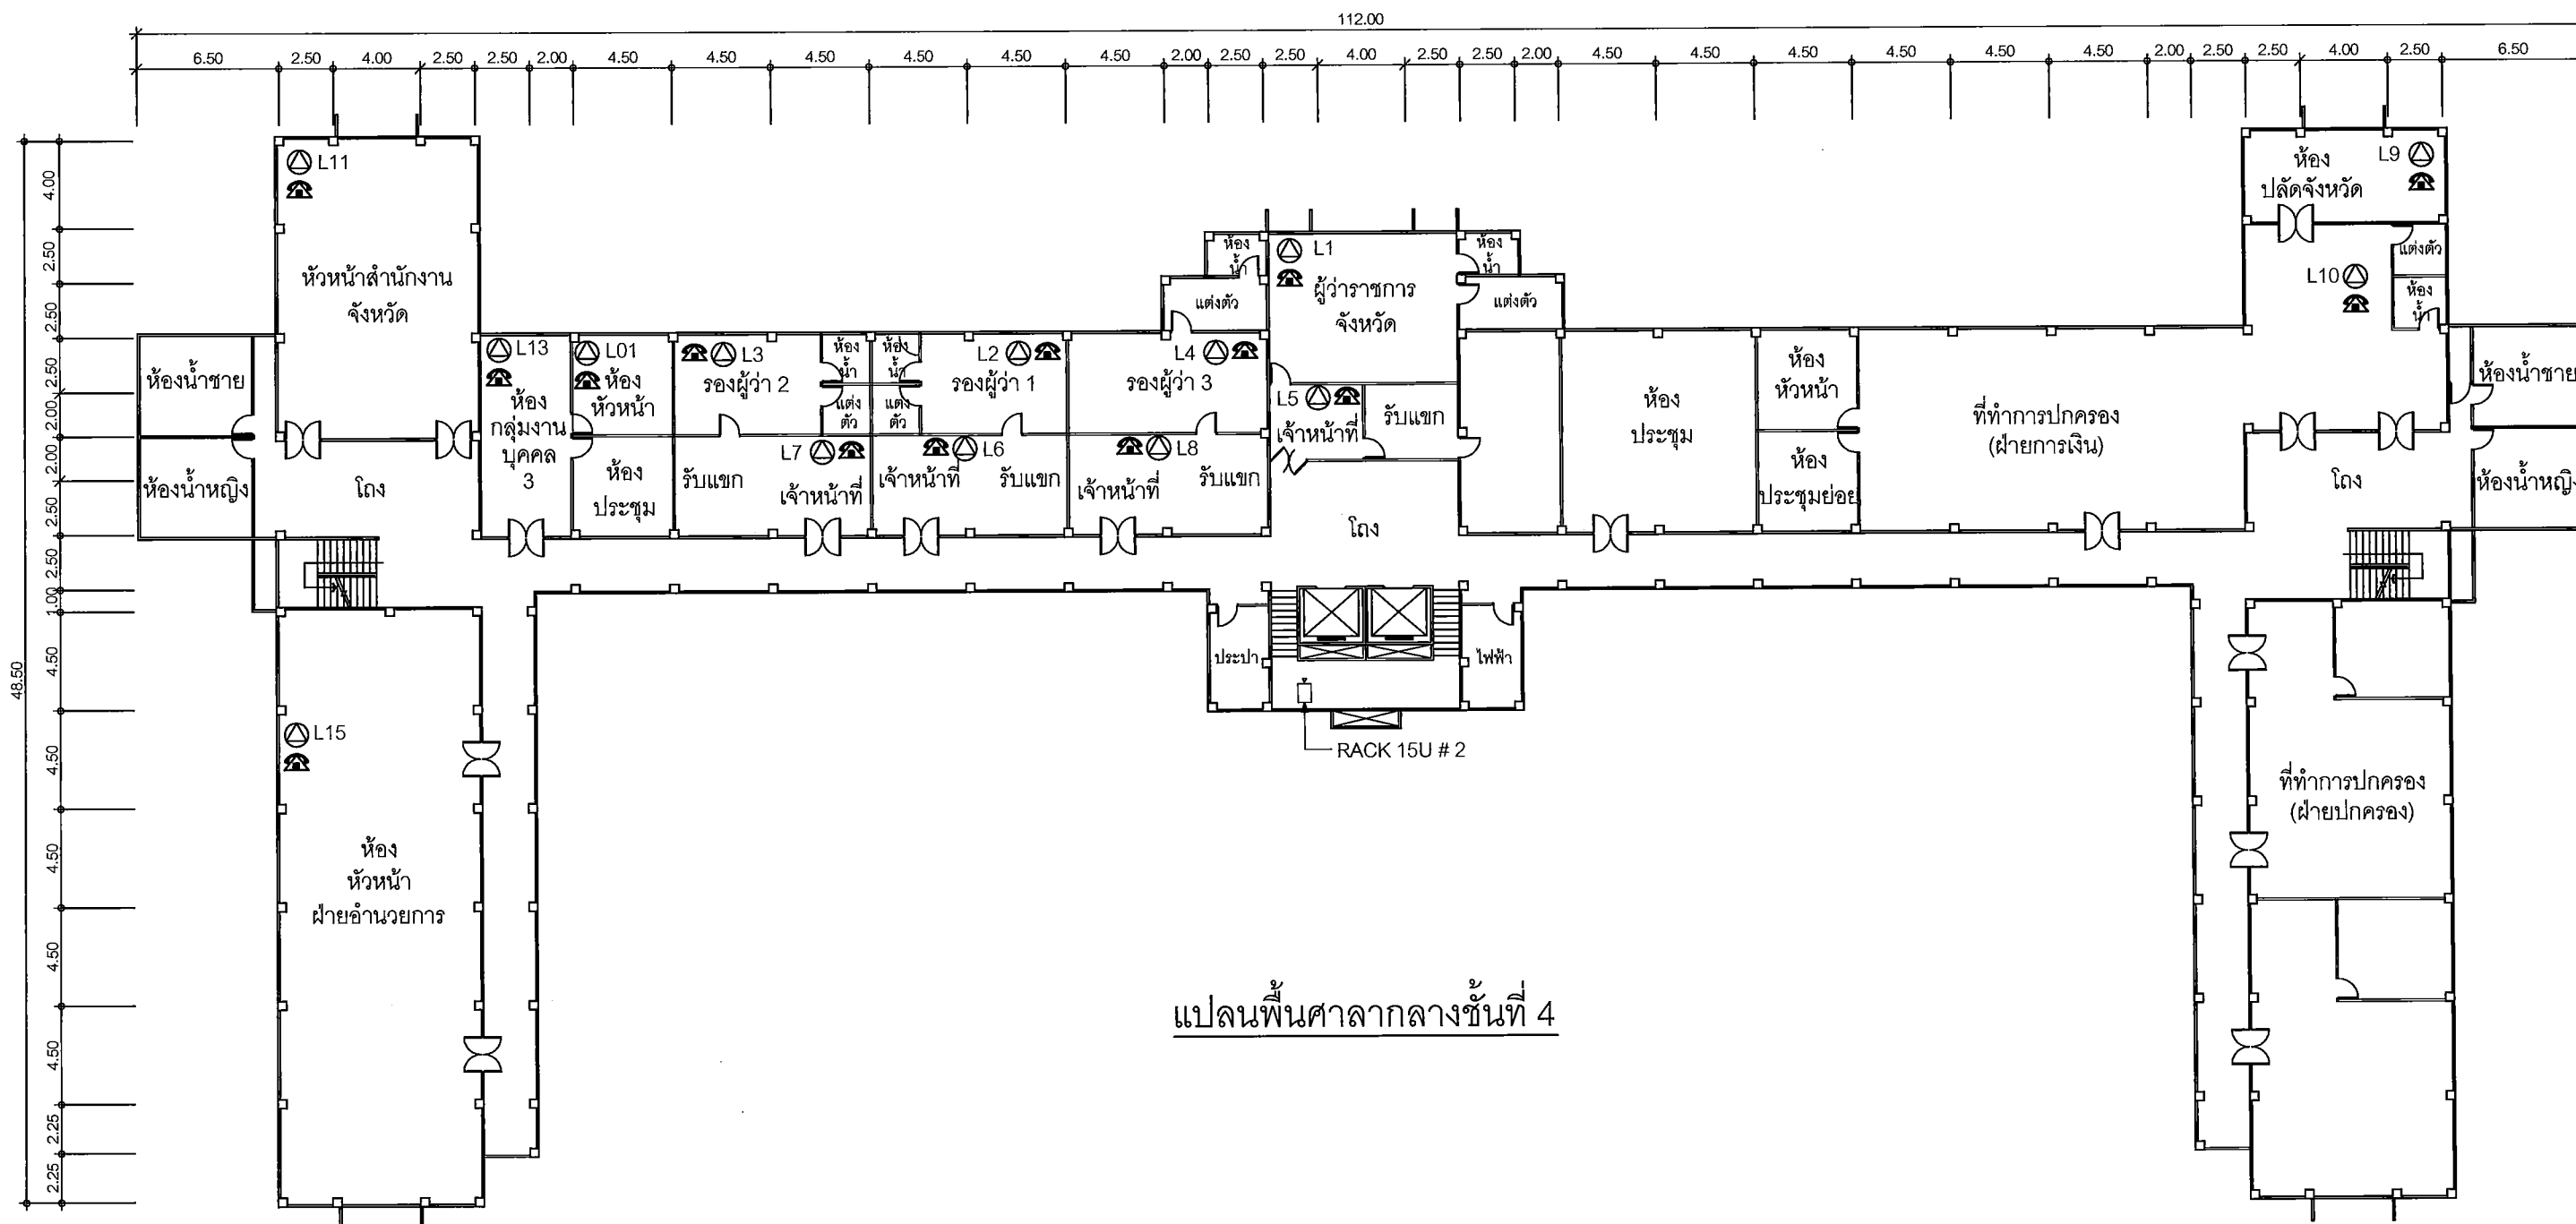 112.00
6.50 2.50 4.00 2.50 2.50 2.00 4.50 4.50 4.50 4.50 4.50 4.50 2.00 2.50 2.50 4.00 2.50 2.50 2.00 4.50 4.50 4.50 4.50 4.50 4.50 2.00 2.50 2.50 4.00 2.50 6.50
48.50
4.00
2.50
2.50
2.50
2.00
2.00
2.50
2.50
1.00
4.50
4.50
4.50
4.50
4.50
2.25
2.25
L11
หัวหน้าสำนักงาน
จังหวัด
ห้องน้ำชาย
ห้องน้ำหญิง
โถง
L13
ห้อง
กลุ่มงาน
บุคคล
3
L01
ห้อง
หัวหน้า
ห้อง
ประชุม
L3
รองผู้ว่า 2
ห้อง
น้ำ
แต่ง
ตัว
รับแขก
L7
เจ้าหน้าที่
ห้อง
น้ำ
แต่ง
ตัว
L2
รองผู้ว่า 1
L6
เจ้าหน้าที่
รับแขก
L4
รองผู้ว่า 3
L8
เจ้าหน้าที่
รับแขก
ห้อง
น้ำ
แต่งตัว
L1
ผู้ว่าราชการ
จังหวัด
ห้อง
น้ำ
แต่งตัว
L5
เจ้าหน้าที่
รับแขก
โถง
ห้อง
ประชุม
ห้อง
หัวหน้า
ห้อง
ประชุมย่อย
ที่ทำการปกครอง
(ฝ่ายการเงิน)
ห้อง
ปลัดจังหวัด
L9
L10
แต่งตัว
ห้อง
น้ำ
ห้องน้ำชาย
ห้องน้ำหญิง
โถง
ประปา
ไฟฟ้า
RACK 15U # 2
L15
ห้อง
หัวหน้า
ฝ่ายอำนวยการ
ที่ทำการปกครอง
(ฝ่ายปกครอง)
แปลนพื้นศาลากลางชั้นที่ 4